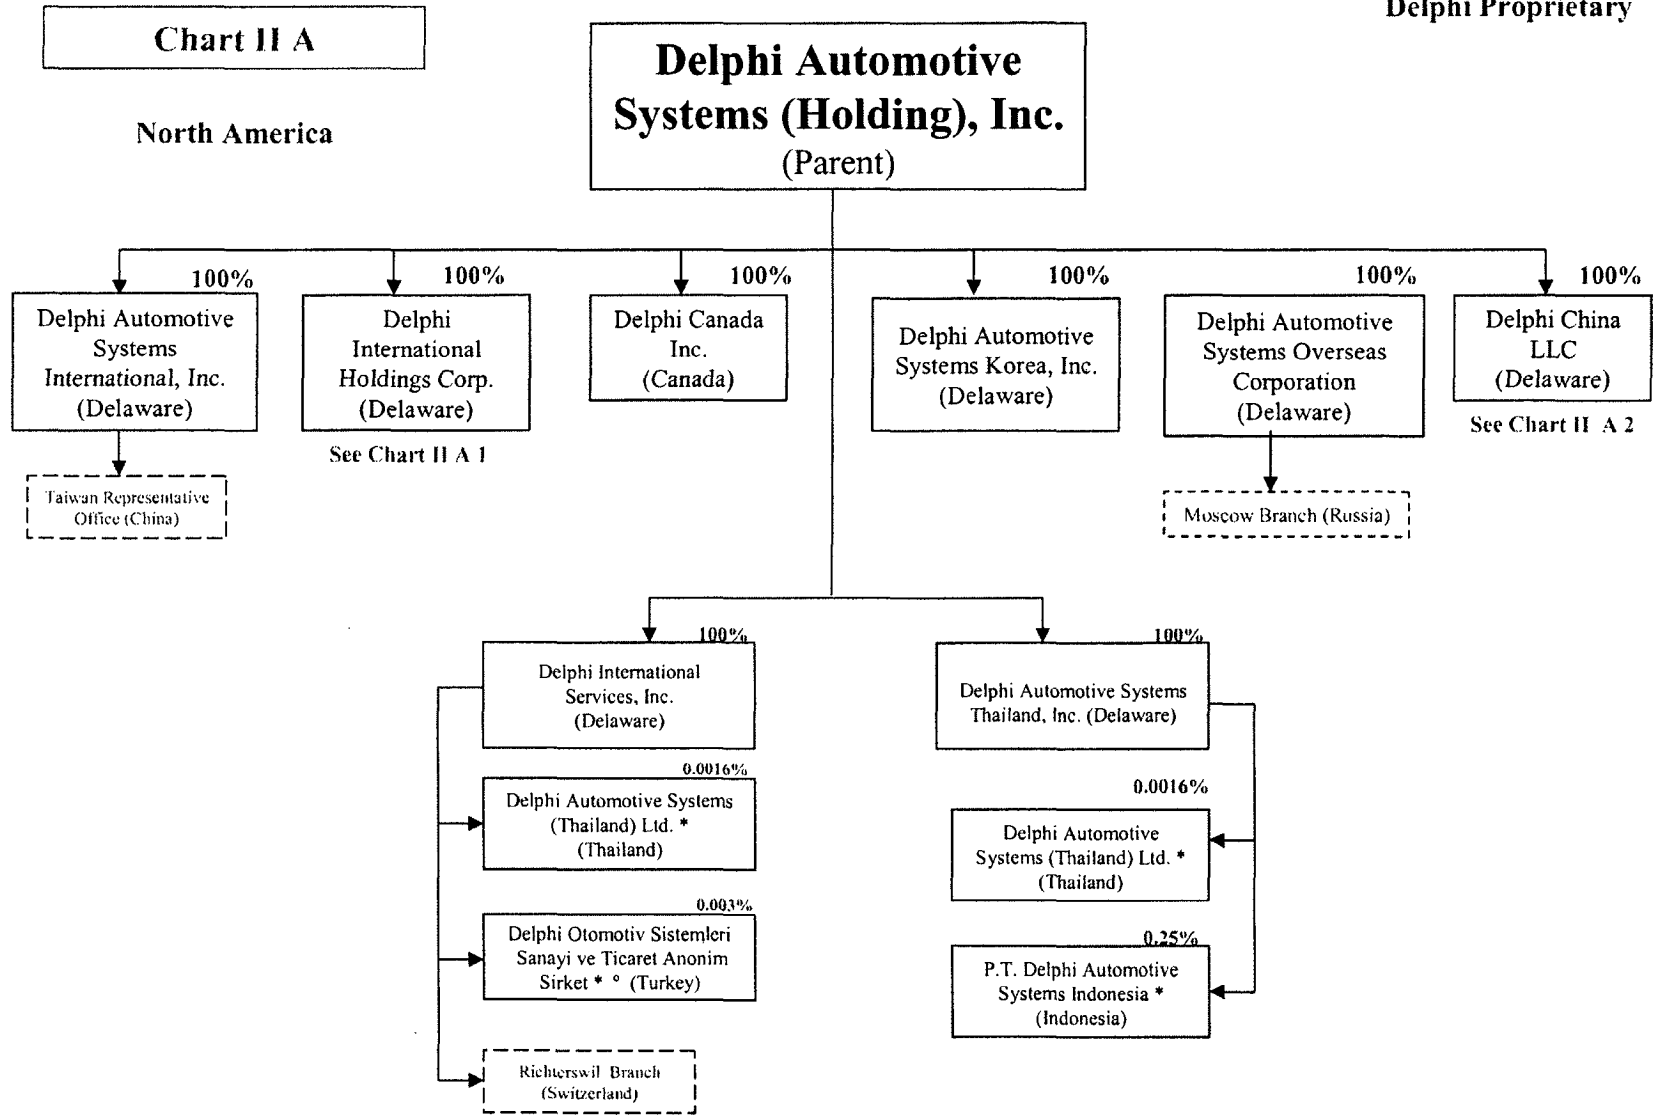 Delphi Proprietary
Chart II A
North America
Delphi Automotive
Systems (Holding), Inc.
(Parent)
100%
Delphi Automotive
Systems
International, Inc.
(Delaware)
Taiwan Representative
Office (China)
100%
Delphi
International
Holdings Corp.
(Delaware)
See Chart II A 1
100%
Delphi Canada
Inc.
(Canada)
100%
Delphi Automotive
Systems Korea, Inc.
(Delaware)
100%
Delphi Automotive
Systems Overseas
Corporation
(Delaware)
Moscow Branch (Russia)
100%
Delphi China
LLC
(Delaware)
See Chart II A 2
100%
Delphi International
Services, Inc.
(Delaware)
0.0016%
Delphi Automotive Systems
(Thailand) Ltd. *
(Thailand)
0.003%
Delphi Otomotiv Sistemleri
Sanayi ve Ticaret Anonim
Sirket * ° (Turkey)
Richterswil Branch
(Switzerland)
100%
Delphi Automotive Systems
Thailand, Inc. (Delaware)
0.0016%
Delphi Automotive
Systems (Thailand) Ltd. *
(Thailand)
0.25%
P.T. Delphi Automotive
Systems Indonesia *
(Indonesia)